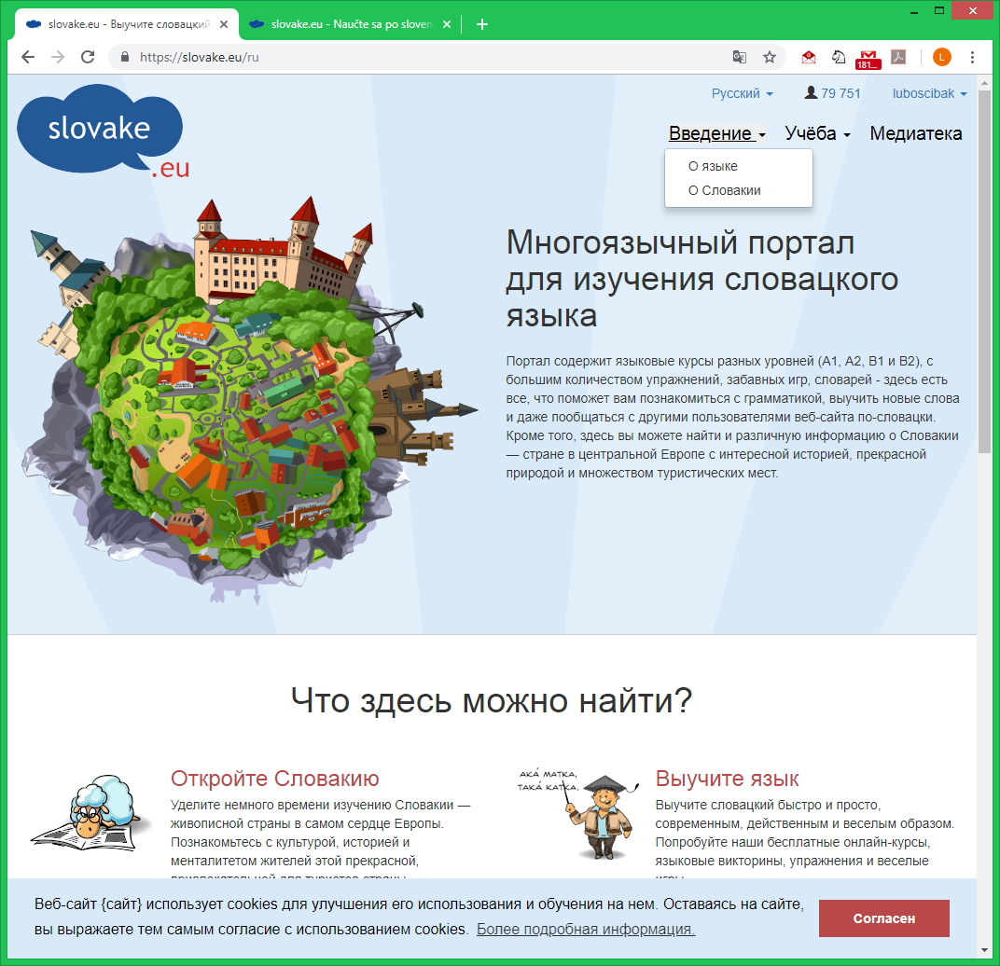 slovake.eu - Выучите словацкий
slovake.eu - Naučte sa po sloven
https://slovake.eu/ru
181...
L
slovake
.eu
Русский
79 751
luboscibak
Введение
Учёба
Медиатека
О языке
О Словакии
Многоязычный портал
для изучения словацкого
языка
Портал содержит языковые курсы разных уровней (A1, A2, B1 и B2), с
большим количеством упражнений, забавных игр, словарей - здесь есть
все, что поможет вам познакомиться с грамматикой, выучить новые слова
и даже пообщаться с другими пользователями веб-сайта по-словацки.
Кроме того, здесь вы можете найти и различную информацию о Словакии
— стране в центральной Европе с интересной историей, прекрасной
природой и множеством туристических мест.
Что здесь можно найти?
Откройте Словакию
Уделите немного времени изучению Словакии —
живописной страны в самом сердце Европы.
Познакомьтесь с культурой, историей и
менталитетом жителей этой прекрасной,
привлекательной для туристов страны.
AKÁ MATKA,
TAKÁ KATKA.
Выучите язык
Выучите словацкий быстро и просто,
современным, действенным и веселым образом.
Попробуйте наши бесплатные онлайн-курсы,
языковые викторины, упражнения и веселые
игры.
Веб-сайт {сайт} использует cookies для улучшения его использования и обучения на нем. Оставаясь на сайте,
вы выражаете тем самым согласие с использованием cookies. Более подробная информация.
Согласен